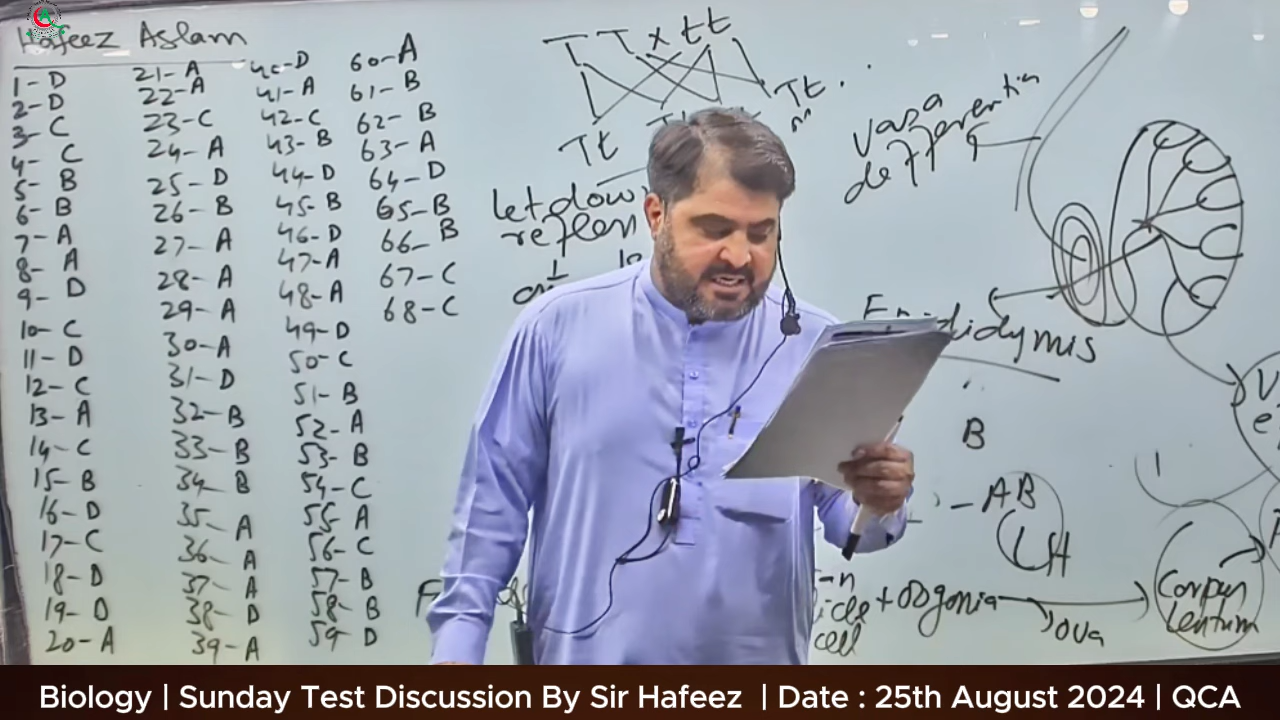 Hafeez Aslam
1-D
2-D
3-C
4-C
5-B
6-B
7-A
8-A
9-D
10-C
11-D
12-C
13-A
14-C
15-B
16-D
17-C
18-D
19-D
20-A
21-A
22-A
23-C
24-A
25-D
26-B
27-A
28-A
29-A
30-A
31-D
32-B
33-B
34-B
35-A
36-A
37-A
38-D
39-A
40-D
41-A
42-C
43-B
44-D
45-B
46-D
47-A
48-A
49-D
50-C
51-B
52-A
53-B
54-C
55-A
56-C
57-B
58-B
59-D
60-A
61-B
62-B
63-A
64-D
65-B
66-B
67-C
68-C
TT x tt
Tt Tt
vasa
defferentia
B
- AB
LH
+ Oogonia
Ova
cell
Corpus
Leutum
Biology | Sunday Test Discussion By Sir Hafeez | Date : 25th August 2024 | QCA